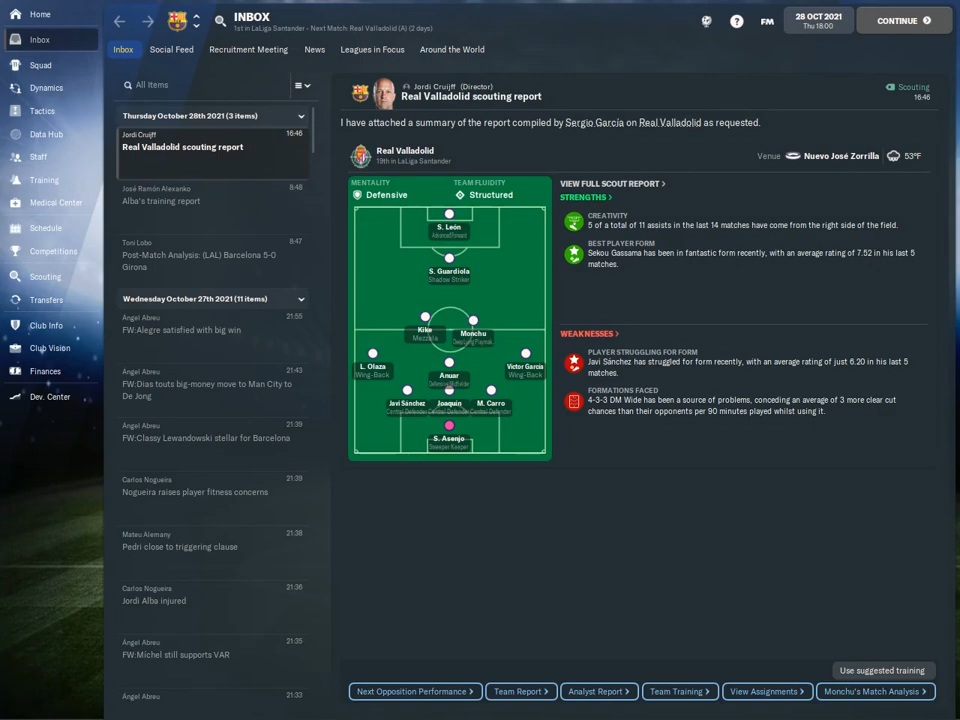 Home
Inbox
Squad
Dynamics
Tactics
Data Hub
Staff
Training
Medical Center
Schedule
Competitions
Scouting
Transfers
Club Info
Club Vision
Finances
Dev. Center
INBOX
1st in LaLiga Santander - Next Match: Real Valladolid (A) (2 days)
?
FM
28 OCT 2021
Thu 18:00
CONTINUE
Inbox
Social Feed
Recruitment Meeting
News
Leagues in Focus
Around the World
All Items
Thursday October 28th 2021 (3 items)
Jordi Cruijff 16:46
Real Valladolid scouting report
José Ramón Alexanko 8:48
Alba's training report
Toni Lobo 8:47
Post-Match Analysis: (LAL) Barcelona 5-0
Girona
Wednesday October 27th 2021 (11 items)
Ángel Abreu 21:55
FW:Alegre satisfied with big win
Ángel Abreu 21:43
FW:Dias touts big-money move to Man City to
De Jong
Ángel Abreu 21:39
FW:Classy Lewandowski stellar for Barcelona
Carlos Nogueira 21:39
Nogueira raises player fitness concerns
Mateu Alemany 21:38
Pedri close to triggering clause
Carlos Nogueira 21:36
Jordi Alba injured
Ángel Abreu 21:35
FW:Míchel still supports VAR
Ángel Abreu 21:33
Jordi Cruijff (Director)
Real Valladolid scouting report
Scouting
16:46
I have attached a summary of the report compiled by Sergio García on Real Valladolid as requested.
Real Valladolid
19th in LaLiga Santander
Venue Nuevo José Zorrilla 53°F
MENTALITY
Defensive
TEAM FLUIDITY
Structured
S. León
Advanced Forward
S. Guardiola
Shadow Striker
Kike
Mezzala
Monchu
L. Olaza
Wing-Back
Anuar
Defensive Midfielder
Víctor García
Wing-Back
Javi Sánchez
Central Defender
Joaquín
Central Defender
M. Carro
Central Defender
S. Asenjo
Sweeper Keeper
VIEW FULL SCOUT REPORT >
STRENGTHS >
CREATIVITY
5 of a total of 11 assists in the last 14 matches have come from the right side of the field.
BEST PLAYER FORM
Sekou Gassama has been in fantastic form recently, with an average rating of 7.52 in his last 5
matches.
WEAKNESSES >
PLAYER STRUGGLING FOR FORM
Javi Sánchez has struggled for form recently, with an average rating of just 6.20 in his last 5
matches.
FORMATIONS FACED
4-3-3 DM Wide has been a source of problems, conceding an average of 3 more clear cut
chances than their opponents per 90 minutes played whilst using it.
Use suggested training
Next Opposition Performance >
Team Report >
Analyst Report >
Team Training >
View Assignments >
Monchu's Match Analysis >